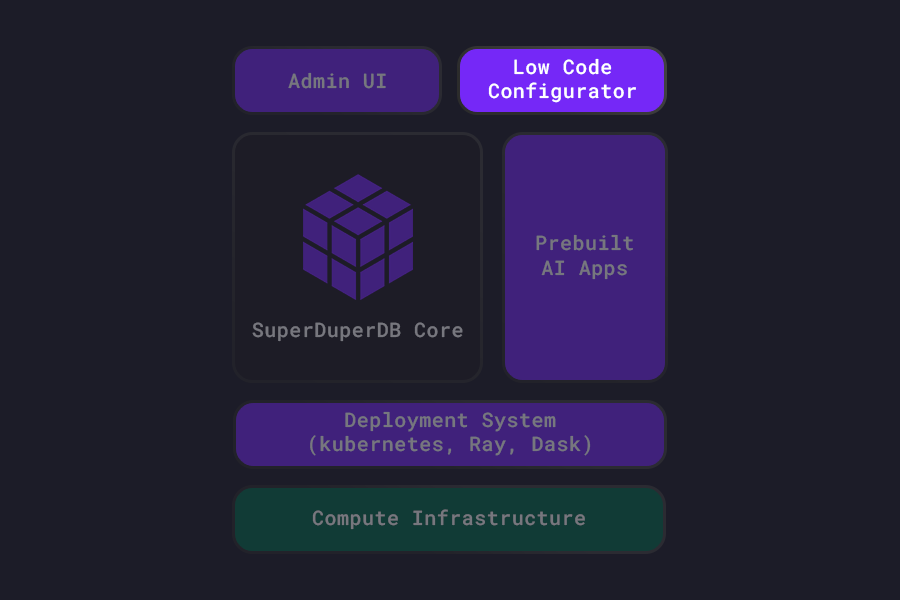 Admin UI
Low Code
Configurator
Prebuilt
AI Apps
SuperDuperDB Core
Deployment System
(kubernetes, Ray, Dask)
Compute Infrastructure